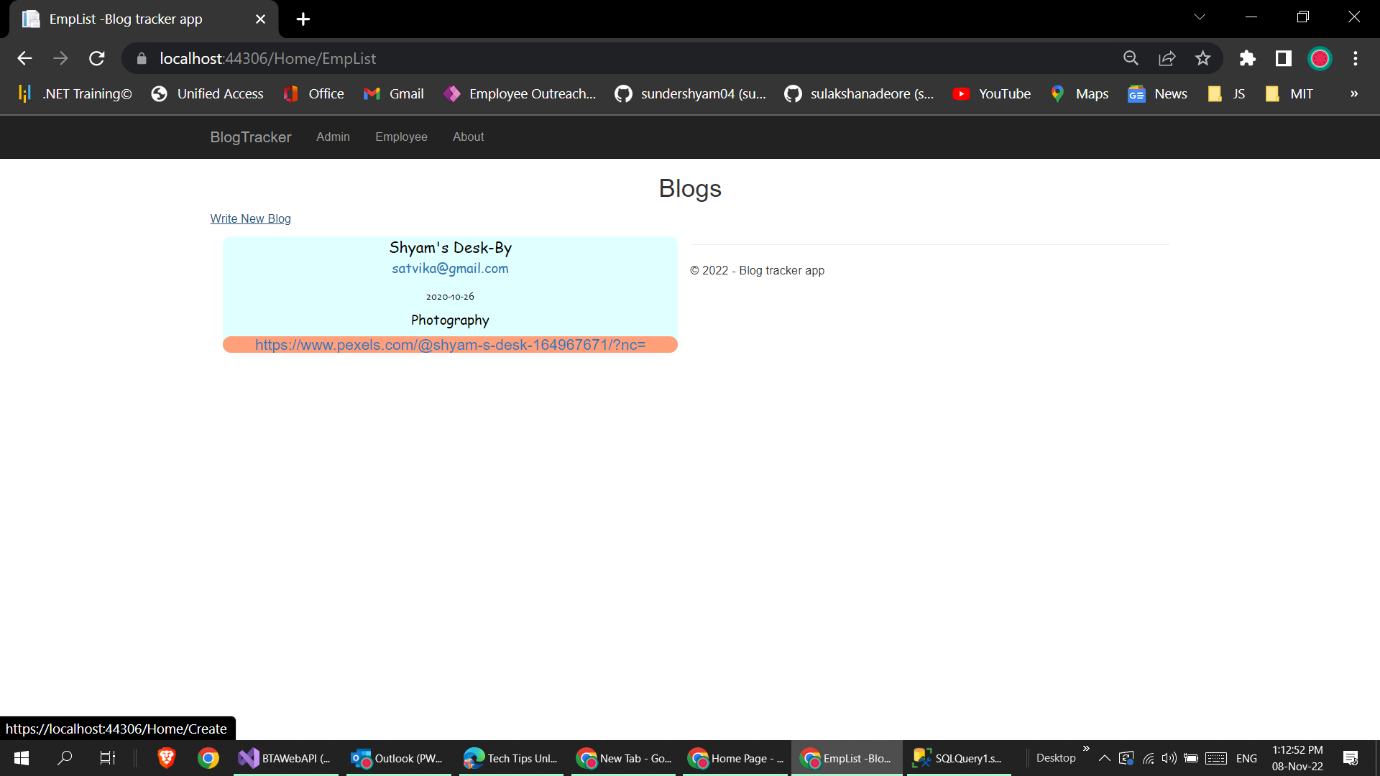 EmpList -Blog tracker app
localhost:44306/Home/EmpList
.NET Training© Unified Access Office Gmail Employee Outreach... sundershyam04 (su... sulakshanadeore (s... YouTube Maps News JS MIT »
BlogTracker Admin Employee About
Blogs
Write New Blog
Shyam's Desk-By
satvika@gmail.com
2020-10-26
Photography
https://www.pexels.com/@shyam-s-desk-164967671/?nc=
© 2022 - Blog tracker app
https://localhost:44306/Home/Create
BTAWebAPI (... Outlook (PW... Tech Tips Unl... New Tab - Go... Home Page - ... EmpList -Blo... SQLQuery1.s... Desktop » ENG 1:12:52 PM
08-Nov-22